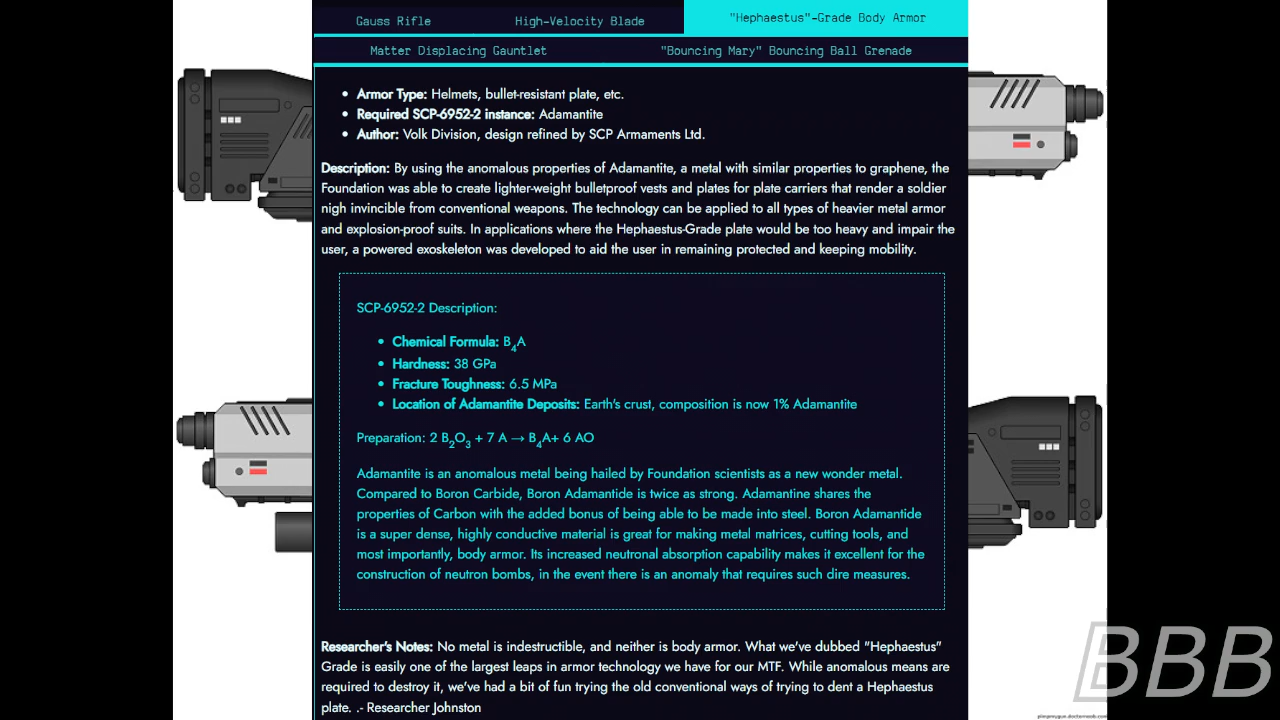 Gauss Rifle
High-Velocity Blade
"Hephaestus"-Grade Body Armor
Matter Displacing Gauntlet
"Bouncing Mary" Bouncing Ball Grenade
• Armor Type: Helmets, bullet-resistant plate, etc.
• Required SCP-6952-2 instance: Adamantite
• Author: Volk Division, design refined by SCP Armaments Ltd.
Description: By using the anomalous properties of Adamantite, a metal with similar properties to graphene, the
Foundation was able to create lighter-weight bulletproof vests and plates for plate carriers that render a soldier
nigh invincible from conventional weapons. The technology can be applied to all types of heavier metal armor
and explosion-proof suits. In applications where the Hephaestus-Grade plate would be too heavy and impair the
user, a powered exoskeleton was developed to aid the user in remaining protected and keeping mobility.
SCP-6952-2 Description:
• Chemical Formula: B₄A
• Hardness: 38 GPa
• Fracture Toughness: 6.5 MPa
• Location of Adamantite Deposits: Earth's crust, composition is now 1% Adamantite
Preparation: 2 B₂O₃ + 7 A → B₄A+ 6 AO
Adamantite is an anomalous metal being hailed by Foundation scientists as a new wonder metal.
Compared to Boron Carbide, Boron Adamantide is twice as strong. Adamantine shares the
properties of Carbon with the added bonus of being able to be made into steel. Boron Adamantide
is a super dense, highly conductive material is great for making metal matrices, cutting tools, and
most importantly, body armor. Its increased neutronal absorption capability makes it excellent for the
construction of neutron bombs, in the event there is an anomaly that requires such dire measures.
Researcher's Notes: No metal is indestructible, and neither is body armor. What we've dubbed "Hephaestus"
Grade is easily one of the largest leaps in armor technology we have for our MTF. While anomalous means are
required to destroy it, we've had a bit of fun trying the old conventional ways of trying to dent a Hephaestus
plate. .- Researcher Johnston
BBB
pimpmygun.doctornoob.com